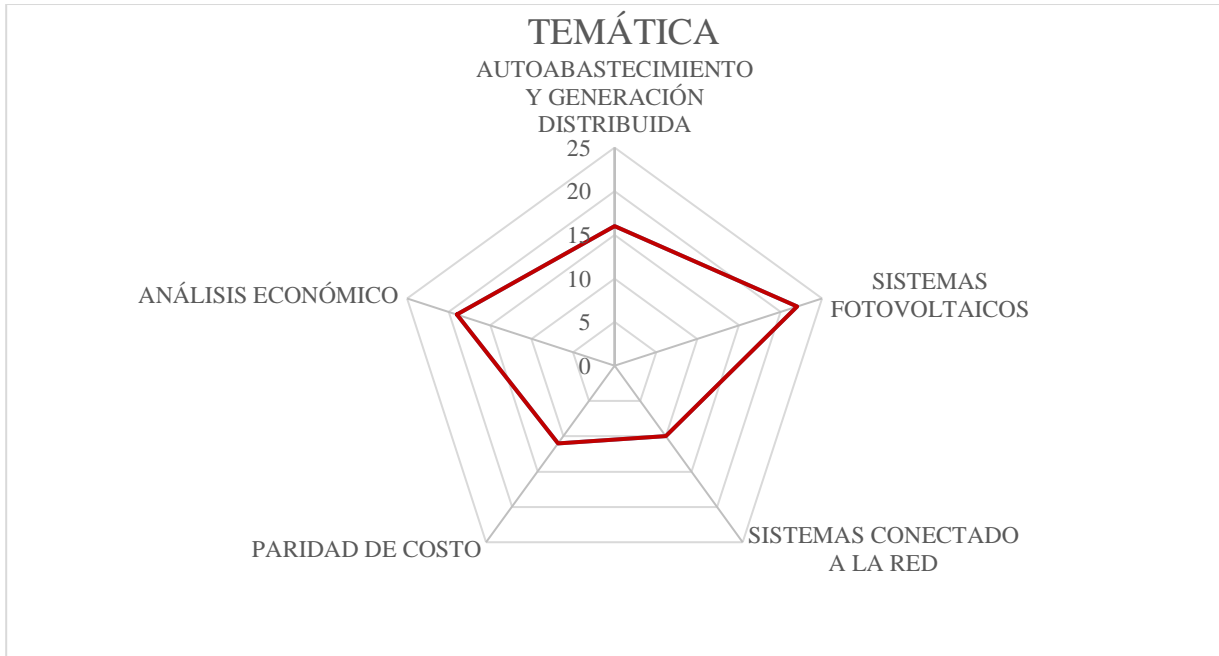 TEMÁTICA
AUTOABASTECIMIENTO
Y GENERACIÓN
DISTRIBUIDA
25
20
15
10
5
0
SISTEMAS
FOTOVOLTAICOS
SISTEMAS CONECTADO
A LA RED
PARIDAD DE COSTO
ANÁLISIS ECONÓMICO